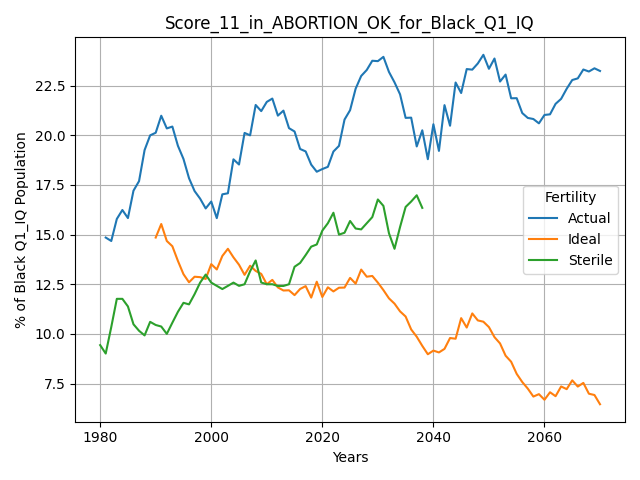 Score_11_in_ABORTION_OK_for_Black_Q1_IQ
% of Black Q1_IQ Population
22.5
20.0
17.5
15.0
12.5
10.0
7.5
Fertility
Actual
Ideal
Sterile
1980
2000
2020
2040
2060
Years